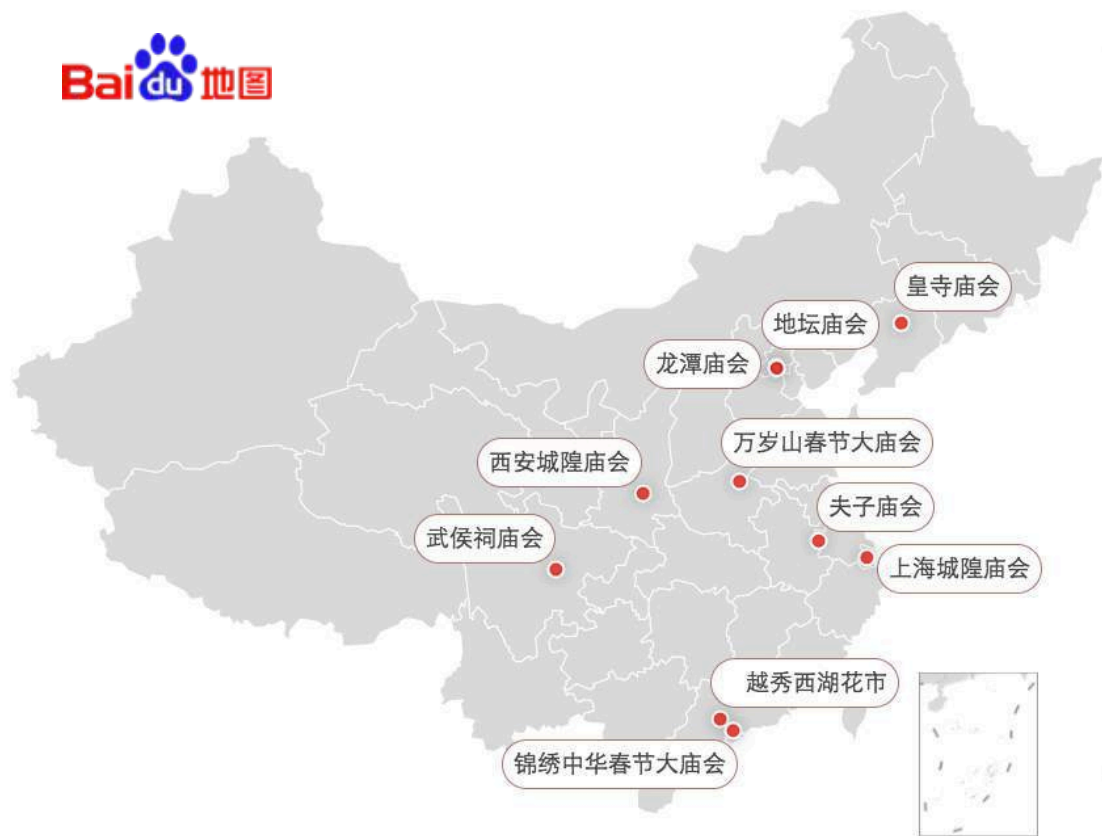 Baidu地图
皇寺庙会
地坛庙会
龙潭庙会
万岁山春节大庙会
西安城隍庙会
夫子庙会
武侯祠庙会
上海城隍庙会
越秀西湖花市
锦绣中华春节大庙会